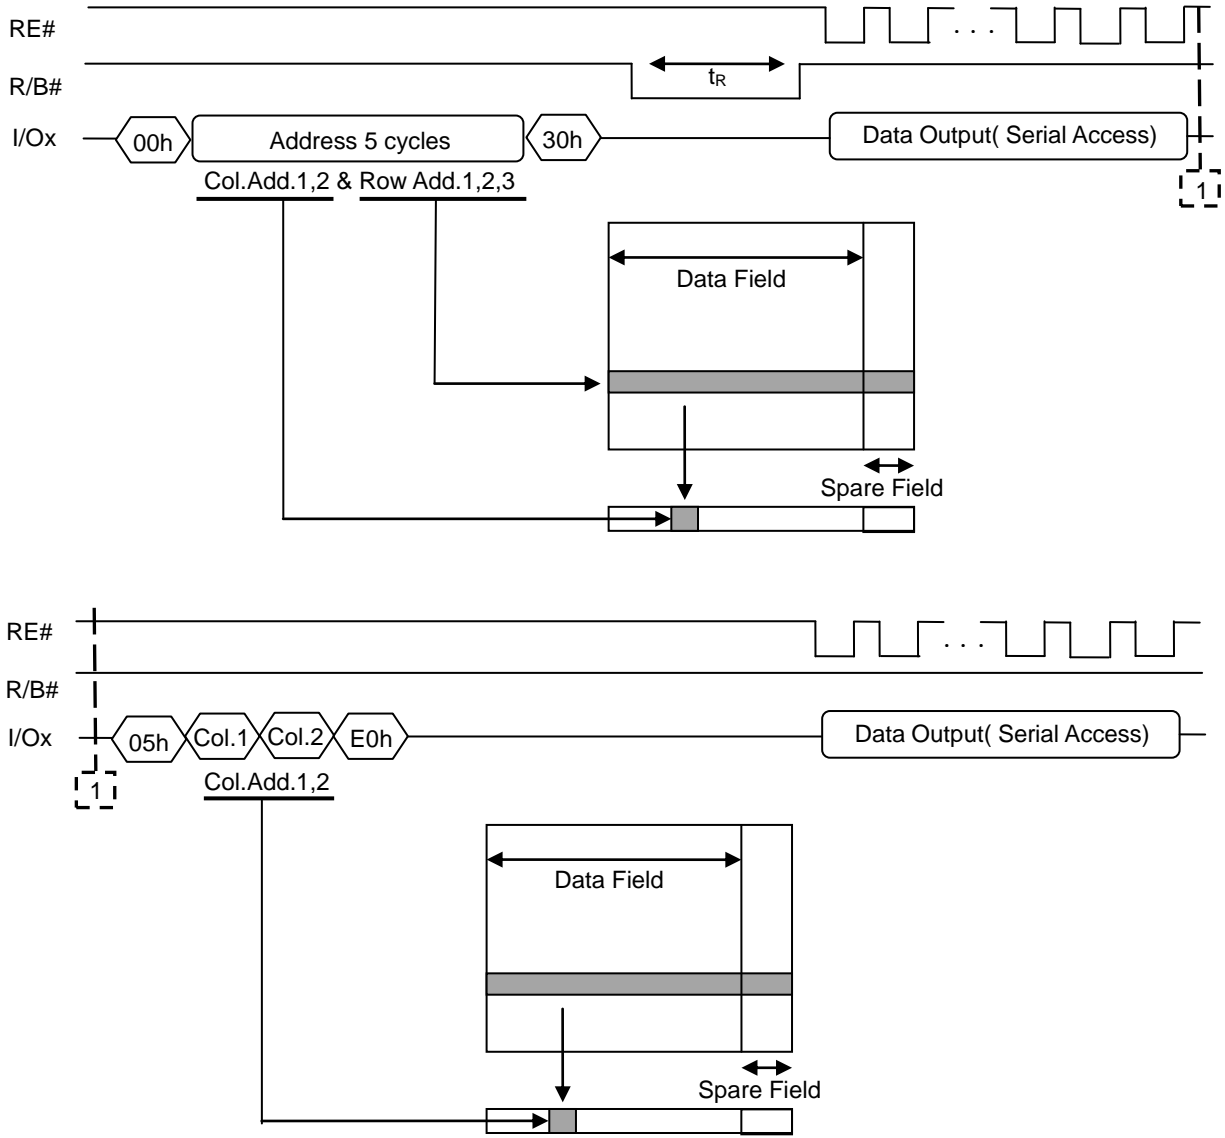 RE#
R/B#
tR
I/Ox
00h
Address 5 cycles
30h
Data Output( Serial Access)
Col.Add.1,2 & Row Add.1,2,3
1
Data Field
Spare Field
RE#
R/B#
I/Ox
05h
Col.1
Col.2
E0h
Data Output( Serial Access)
1
Col.Add.1,2
Data Field
Spare Field